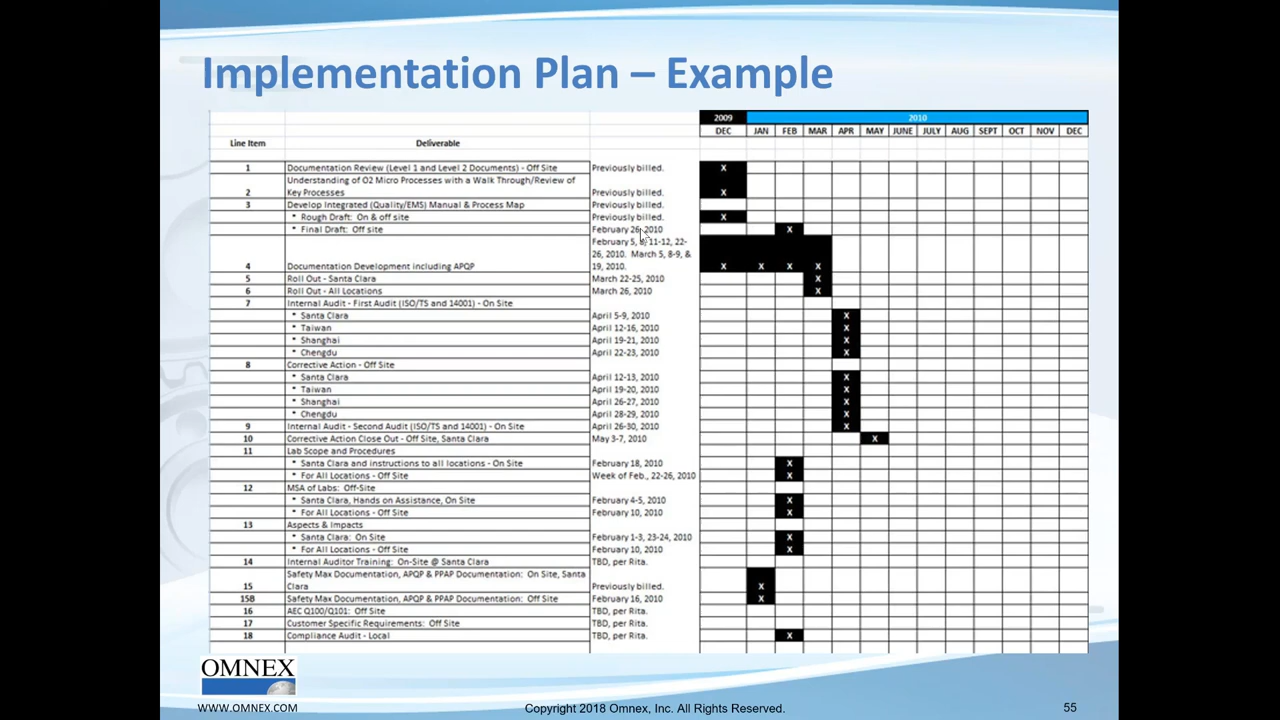 Implementation Plan – Example
2009 2010
DEC JAN FEB MAR APR MAY JUNE JULY AUG SEPT OCT NOV DEC
Line Item Deliverable
1 Documentation Review (Level 1 and Level 2 Documents) - Off Site Previously billed. X
Understanding of O2 Micro Processes with a Walk Through/Review of
2 Key Processes Previously billed. X
3 Develop Integrated (Quality/EMS) Manual & Process Map Previously billed.
* Rough Draft: On & off site Previously billed. X
* Final Draft: Off site February 26, 2010 X
February 5, 8, 11-12, 22-
26, 2010. March 5, 8-9, &
4 Documentation Development including APQP 19, 2010. X X X X
5 Roll Out - Santa Clara March 22-25, 2010 X
6 Roll Out - All Locations March 26, 2010 X
7 Internal Audit - First Audit (ISO/TS and 14001) - On Site
* Santa Clara April 5-9, 2010 X
* Taiwan April 12-16, 2010 X
* Shanghai April 19-21, 2010 X
* Chengdu April 22-23, 2010 X
8 Corrective Action - Off Site
* Santa Clara April 12-13, 2010 X
* Taiwan April 19-20, 2010 X
* Shanghai April 26-27, 2010 X
* Chengdu April 28-29, 2010 X
9 Internal Audit - Second Audit (ISO/TS and 14001) - On Site April 26-30, 2010 X
10 Corrective Action Close Out - Off Site, Santa Clara May 3-7, 2010 X
11 Lab Scope and Procedures
* Santa Clara and instructions to all locations - On Site February 18, 2010 X
* For All Locations - Off Site Week of Feb., 22-26, 2010 X
12 MSA of Labs: Off-Site
* Santa Clara, Hands on Assistance, On Site February 4-5, 2010 X
* For All Locations - Off Site February 10, 2010 X
13 Aspects & Impacts
* Santa Clara: On Site February 1-3, 23-24, 2010 X
* For All Locations - Off Site February 10, 2010 X
14 Internal Auditor Training: On-Site @ Santa Clara TBD, per Rita.
Safety Max Documentation, APQP & PPAP Documentation: On Site, Santa
15 Clara Previously billed. X
15B Safety Max Documentation, APQP & PPAP Documentation: Off Site February 16, 2010 X
16 AEC Q100/Q101: Off Site TBD, per Rita.
17 Customer Specific Requirements: Off Site TBD, per Rita.
18 Compliance Audit - Local TBD, per Rita. X
OMNEX
WWW.OMNEX.COM Copyright 2018 Omnex, Inc. All Rights Reserved. 55